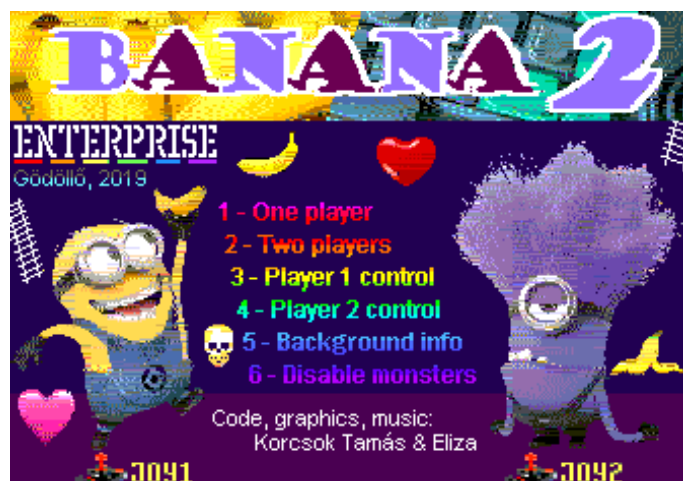 BANANA 2
ENTERPRISE
Gödöllő, 2019
1 - One player
2 - Two players
3 - Player 1 control
4 - Player 2 control
5 - Background info
6 - Disable monsters
Code, graphics, music:
Korcsok Tamás & Eliza
JOY1
JOY2